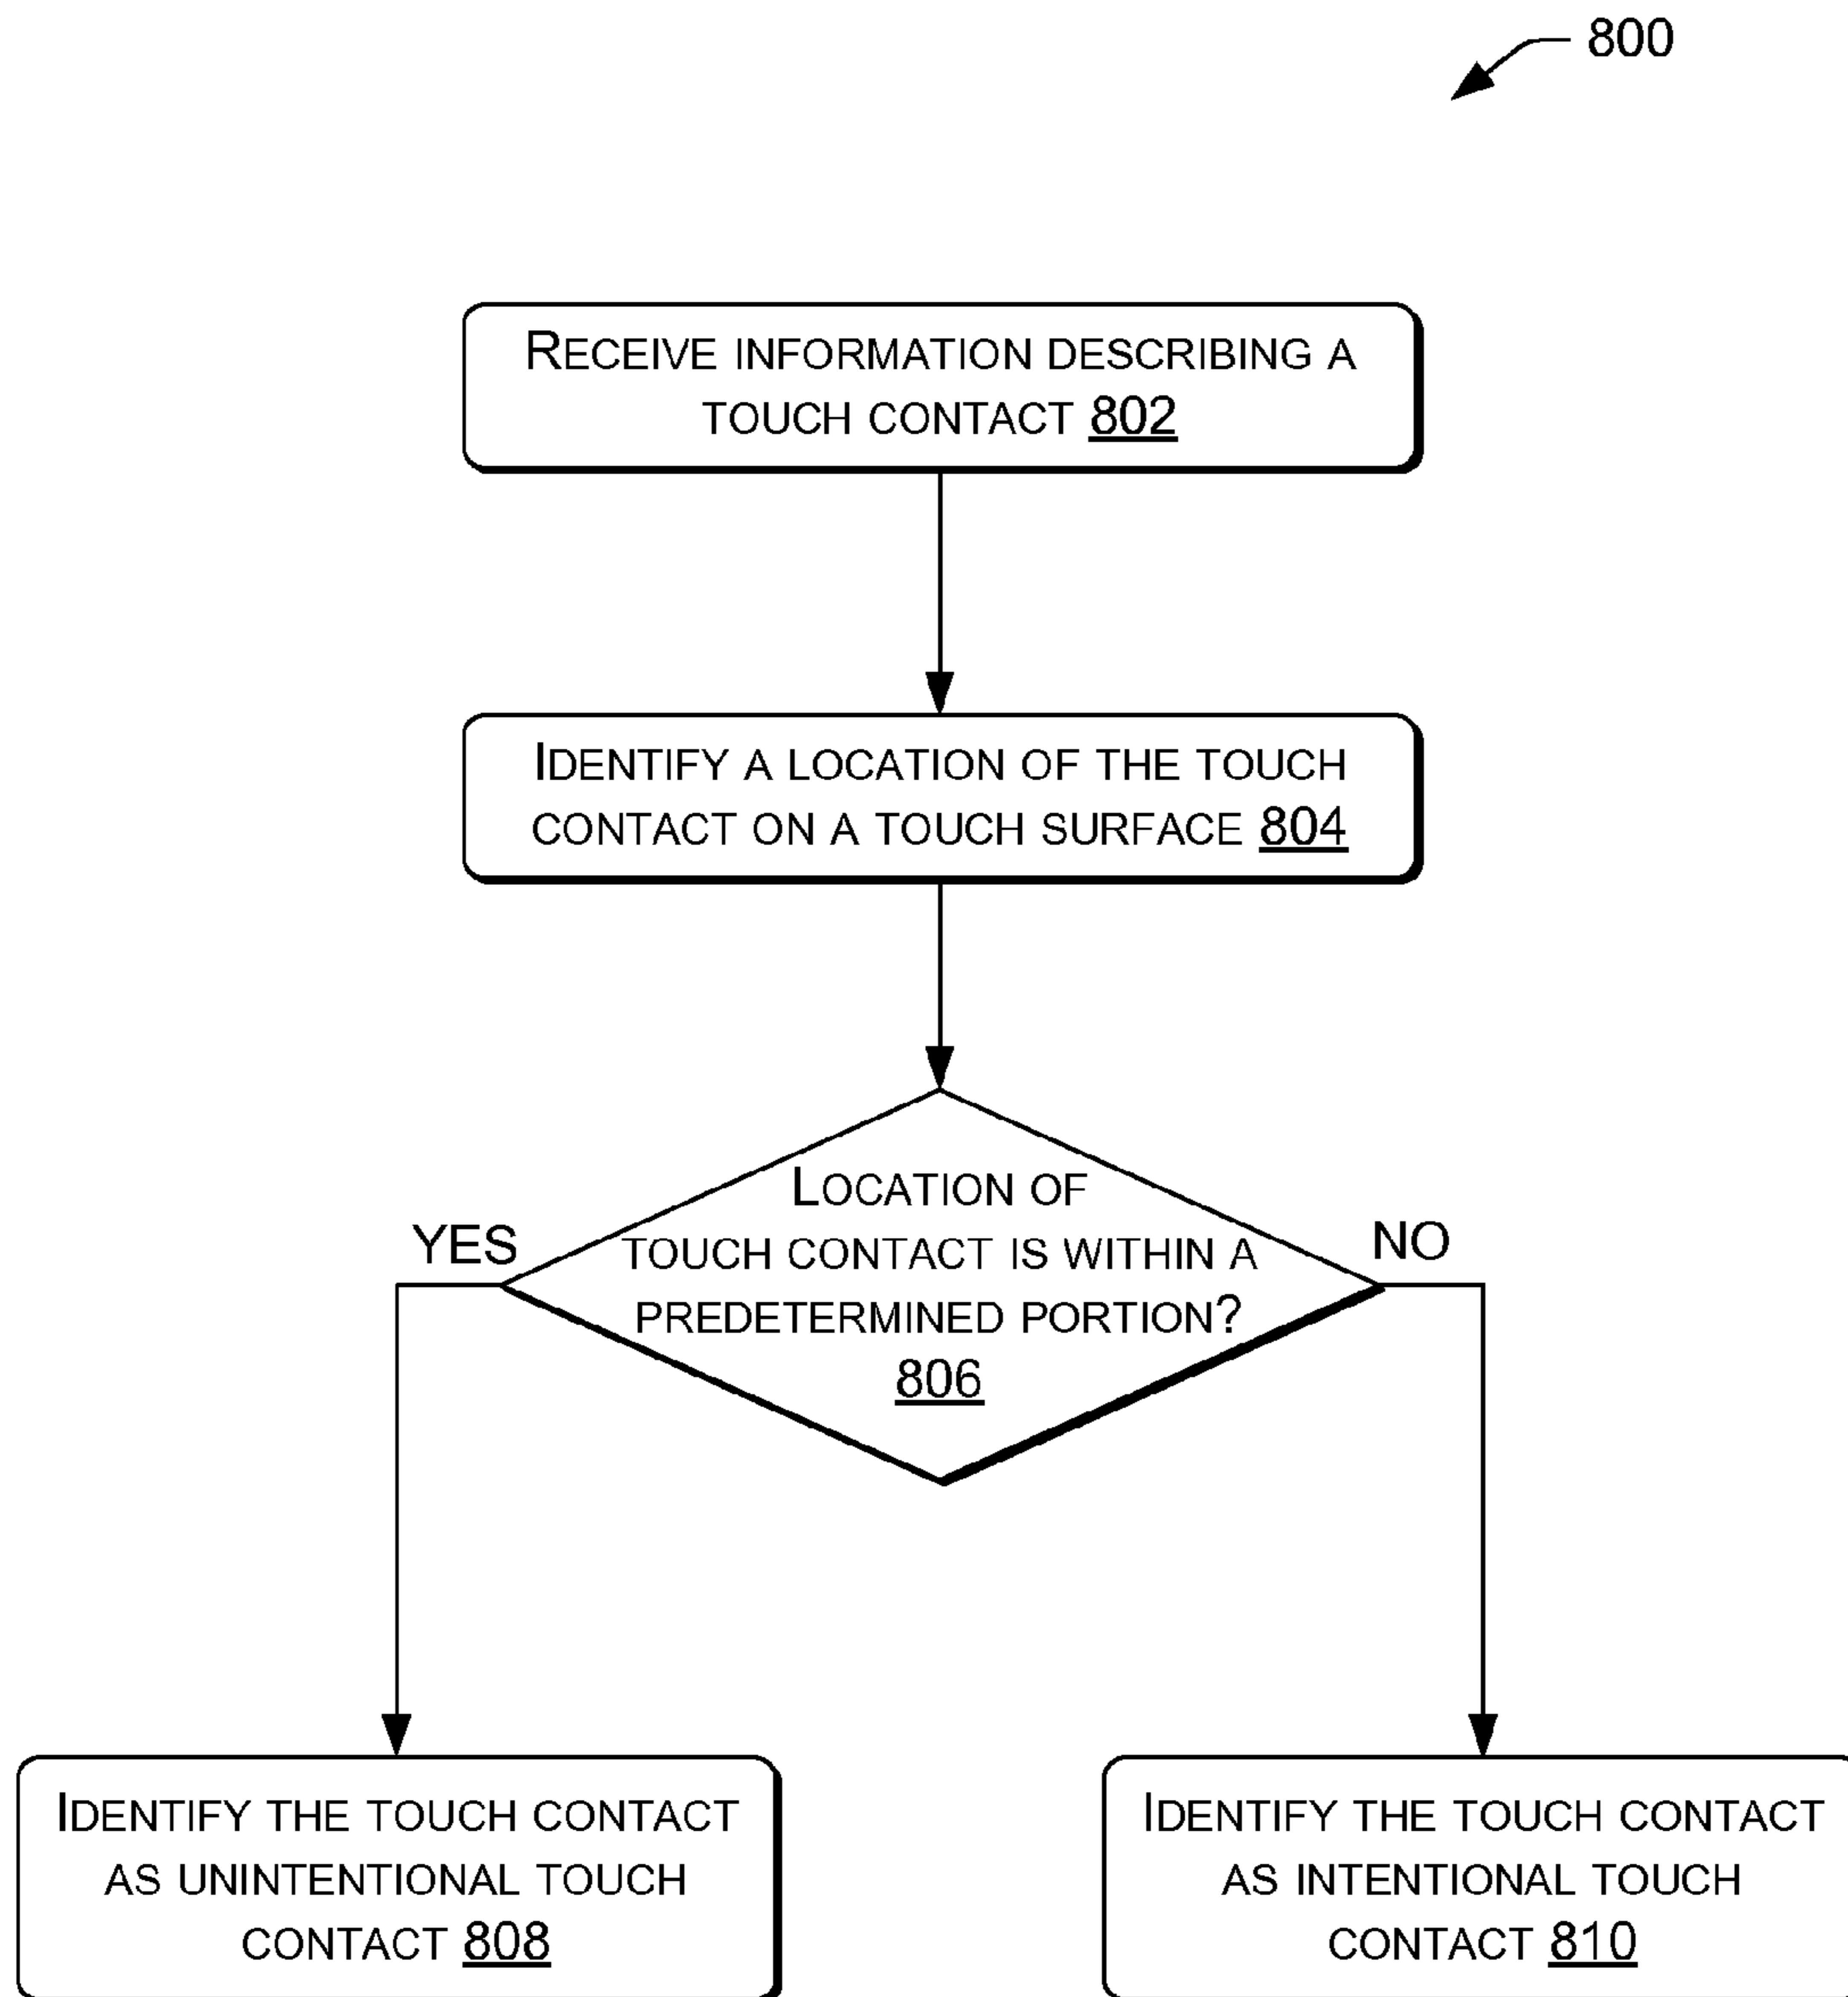 800
RECEIVE INFORMATION DESCRIBING A
TOUCH CONTACT 802
IDENTIFY A LOCATION OF THE TOUCH
CONTACT ON A TOUCH SURFACE 804
LOCATION OF
TOUCH CONTACT IS WITHIN A
PREDETERMINED PORTION?
806
YES
NO
IDENTIFY THE TOUCH CONTACT
AS UNINTENTIONAL TOUCH
CONTACT 808
IDENTIFY THE TOUCH CONTACT
AS INTENTIONAL TOUCH
CONTACT 810